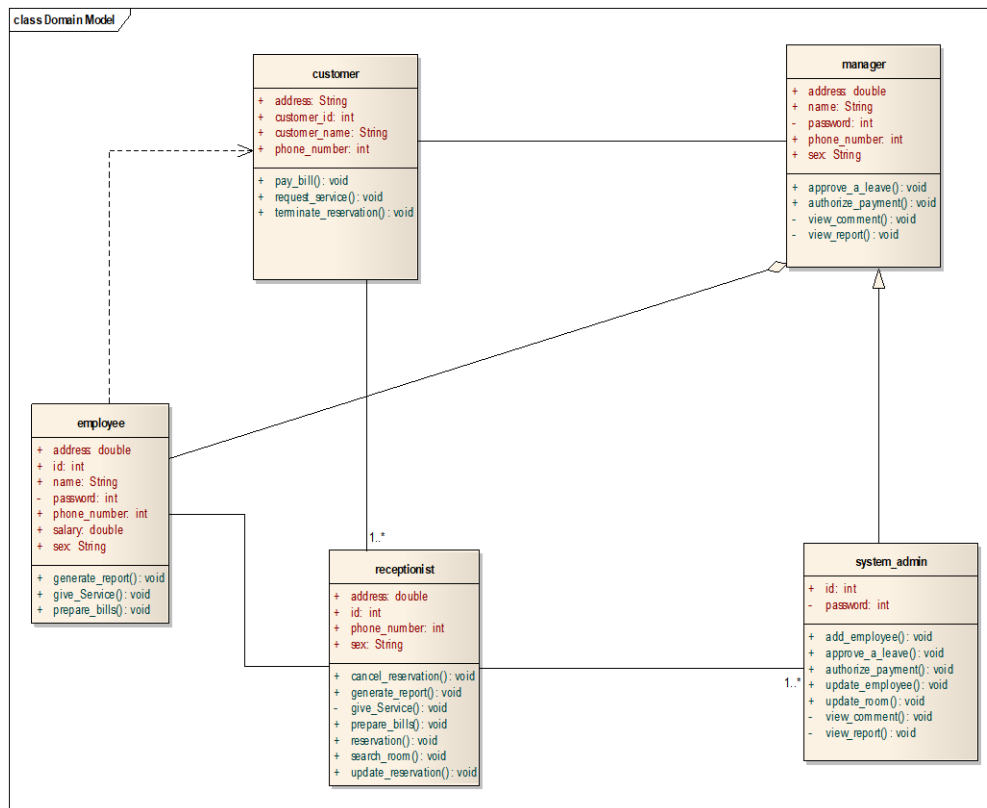 class Domain Model
customer
+ address: String
+ customer_id: int
+ customer_name: String
+ phone_number: int
+ pay_bill(): void
+ request_service(): void
+ terminate_reservation(): void
manager
+ address: double
+ name: String
- password: int
+ phone_number: int
+ sex: String
+ approve_a_leave(): void
+ authorize_payment(): void
- view_comment(): void
- view_report(): void
employee
+ address: double
+ id: int
+ name: String
- password: int
+ phone_number: int
+ salary: double
+ sex: String
+ generate_report(): void
+ give_Service(): void
+ prepare_bills(): void
1..*
receptionist
+ address: double
+ id: int
+ phone_number: int
+ sex: String
+ cancel_reservation(): void
+ generate_report(): void
- give_Service(): void
+ prepare_bills(): void
+ reservation(): void
+ search_room(): void
+ update_reservation(): void
1..*
system_admin
+ id: int
- password: int
+ add_employee(): void
+ approve_a_leave(): void
+ authorize_payment(): void
+ update_employee(): void
+ update_room(): void
- view_comment(): void
- view_report(): void